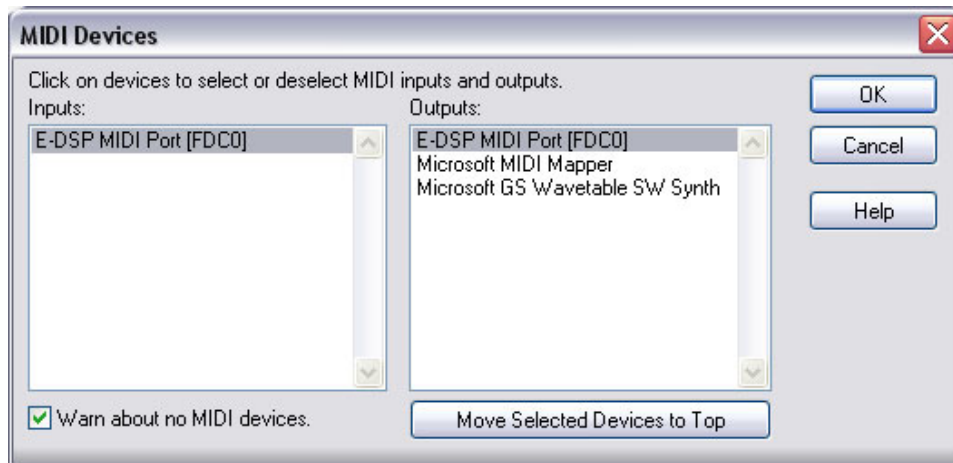 MIDI Devices
Click on devices to select or deselect MIDI inputs and outputs.
Inputs:
Outputs:
E-DSP MIDI Port [FDC0]
E-DSP MIDI Port [FDC0]
Microsoft MIDI Mapper
Microsoft GS Wavetable SW Synth
OK
Cancel
Help
Warn about no MIDI devices.
Move Selected Devices to Top